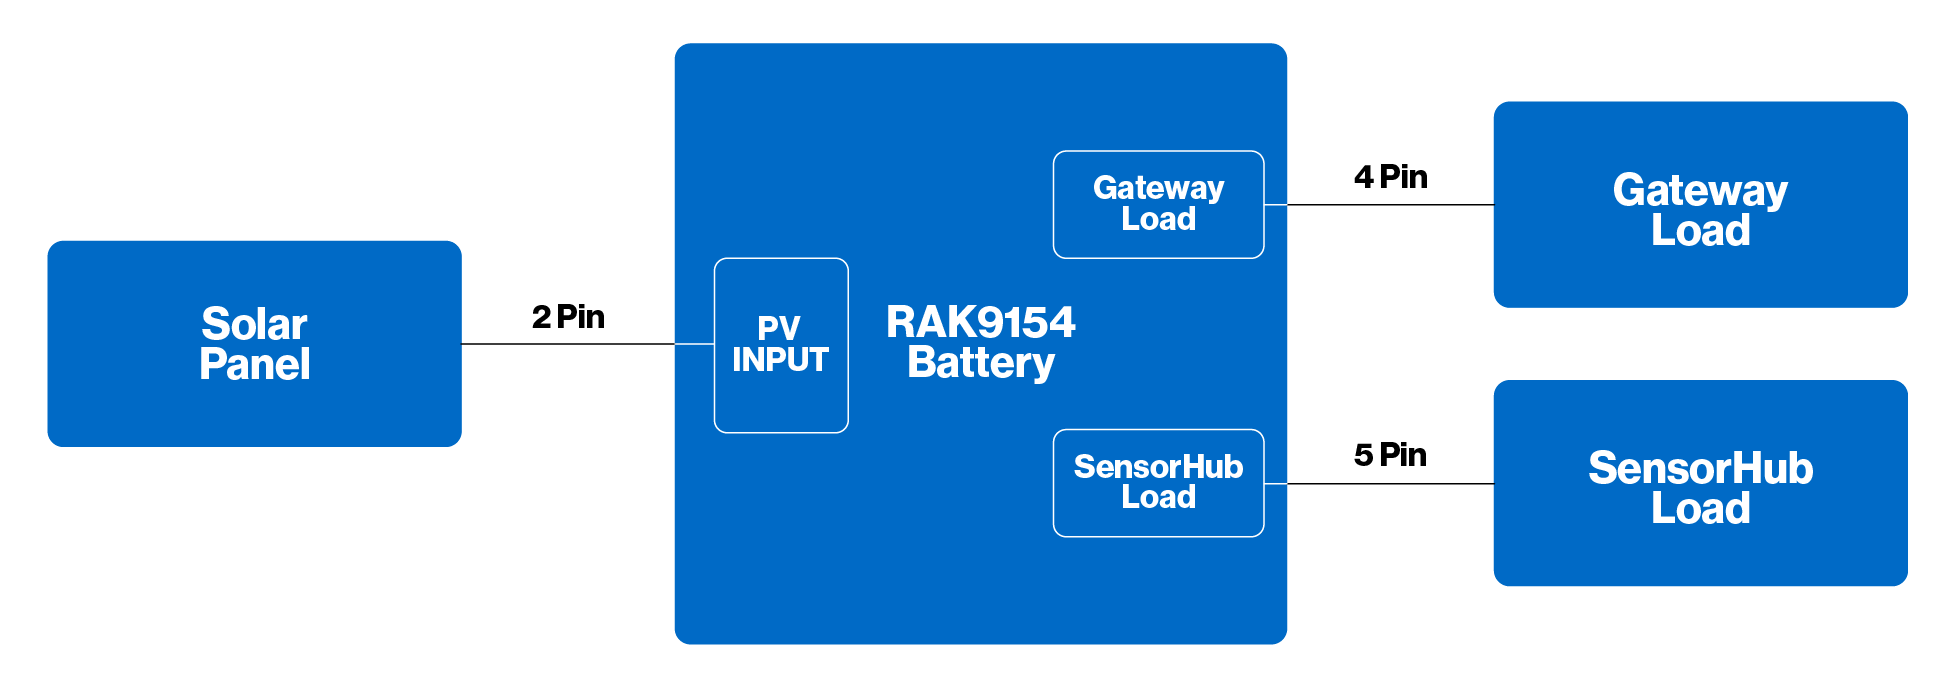 Solar
Panel
2 Pin
PV
INPUT
RAK9154
Battery
Gateway
Load
SensorHub
Load
4 Pin
Gateway
Load
5 Pin
SensorHub
Load